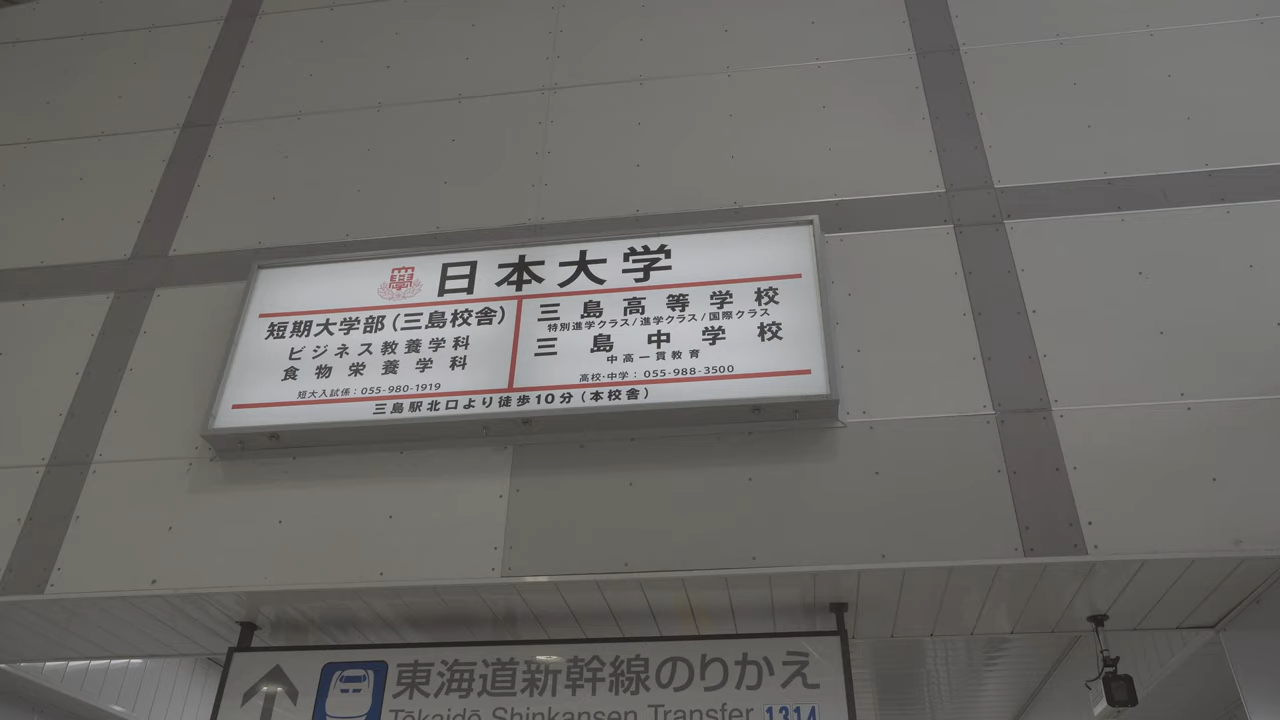 日本大学
短期大学部(三島校舎)
ビジネス教養学科
食物栄養学科
短大入試係:055-980-1919
三島高等学校
特別進学クラス/進学クラス/国際クラス
三島中学校
中高一貫教育
高校・中学:055-988-3500
三島駅北口より徒歩10分(本校舎)
東海道新幹線のりかえ
Tōkaidō Shinkansen Transfer 1314